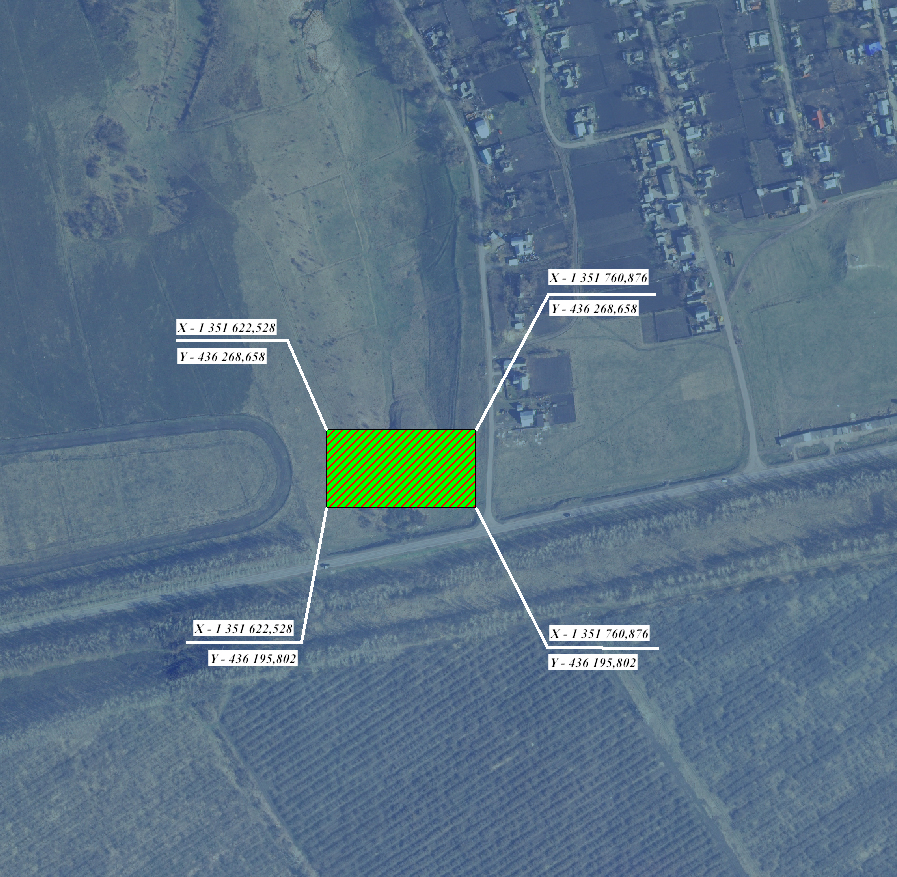 X - 1 351 760,876
Y - 436 268,658
X - 1 351 622,528
Y - 436 268,658
X - 1 351 622,528
Y - 436 195,802
X - 1 351 760,876
Y - 436 195,802